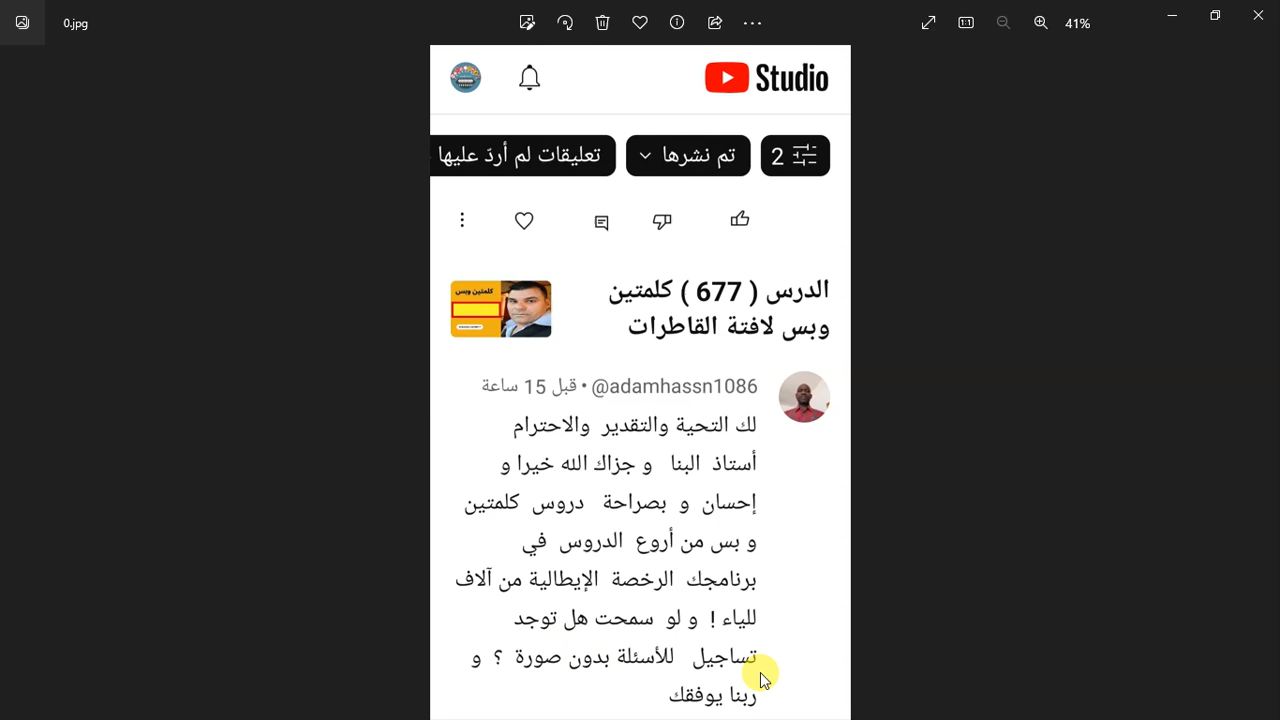 0.jpg
41%
Studio
2
تم نشرها
تعليقات لم أردّ عليها
الدرس ( 677 ) كلمتين
وبس لافتة القاطرات
كلمتين وبس
@adamhassn1086 • قبل 15 ساعة
لك التحية والتقدير والاحترام
أستاذ البنا و جزاك الله خيرا و
إحسان و بصراحة دروس كلمتين
و بس من أروع الدروس في
برنامجك الرخصة الإيطالية من آلاف
للياء ! و لو سمحت هل توجد
تساجيل للأسئلة بدون صورة ؟ و
ربنا يوفقك